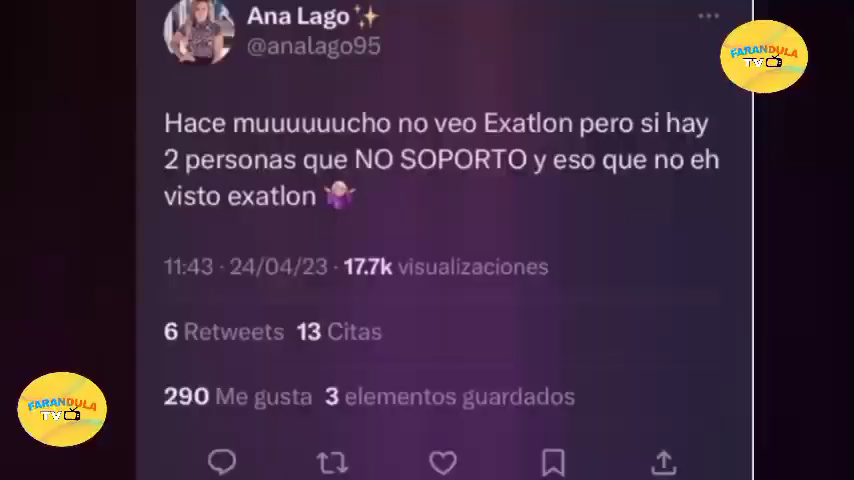 Ana Lago✨
@analago95
FARANDULA
TV
Hace muuuuuucho no veo Exatlon pero si hay
2 personas que NO SOPORTO y eso que no eh
visto exatlon 🤷🏼‍♀️
11:43 · 24/04/23 · 17.7k visualizaciones
6 Retweets 13 Citas
290 Me gusta 3 elementos guardados
FARANDULA
TV